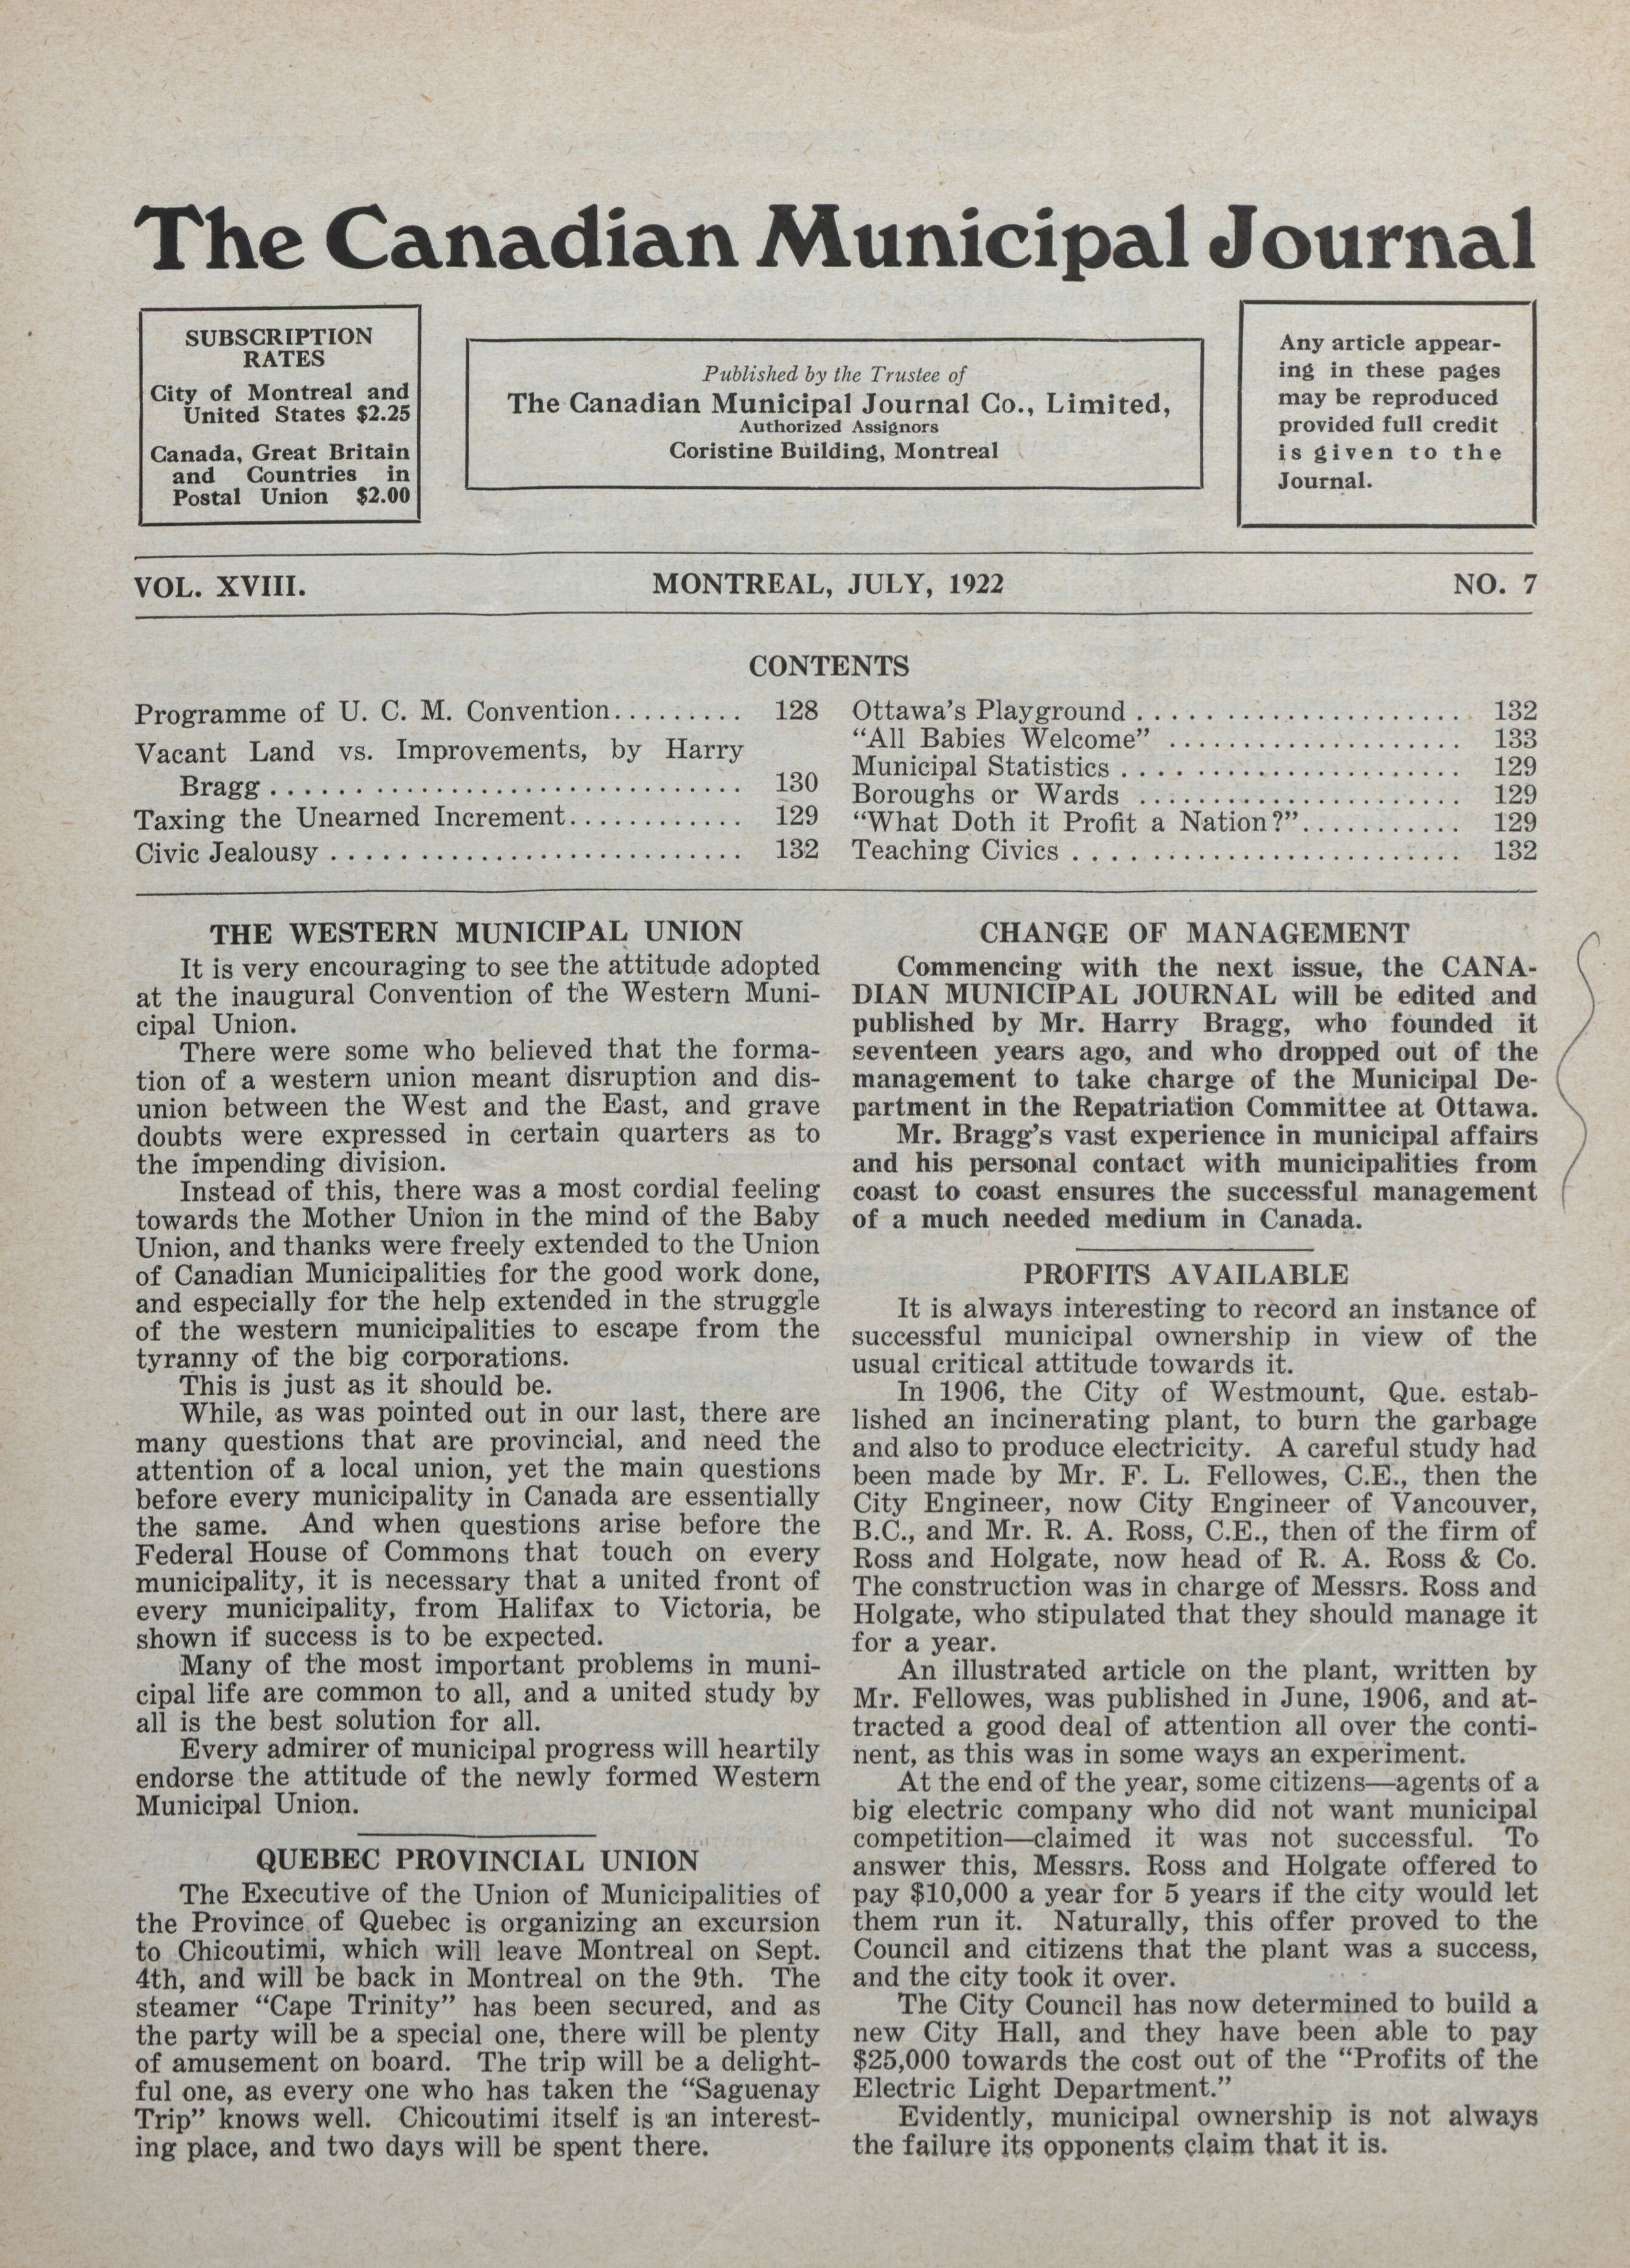 The Canadian Municipal Journal
SUBSCRIPTION
RATES
City of Montreal and
United States $2.25
Canada, Great Britain
and Countries in
Postal Union $2.00
Published by the Trustee of
The Canadian Municipal Journal Co., Limited,
Authorized Assignors
Coristine Building, Montreal
Any article appear-
ing in these pages
may be reproduced
provided full credit
is given to the
Journal.
VOL. XVIII. MONTREAL, JULY, 1922 NO. 7
CONTENTS
Programme of U. C. M. Convention......... 128
Vacant Land vs. Improvements, by Harry
Bragg............................ 130
Taxing the Unearned Increment............ 129
Civic Jealousy......................... 132
Ottawa's Playground...................... 132
"All Babies Welcome" ..................... 133
Municipal Statistics...................... 129
Boroughs or Wards ....................... 129
"What Doth it Profit a Nation?"........... 129
Teaching Civics......................... 132
THE WESTERN MUNICIPAL UNION
It is very encouraging to see the attitude adopted
at the inaugural Convention of the Western Muni-
cipal Union.
There were some who believed that the forma-
tion of a western union meant disruption and dis-
union between the West and the East, and grave
doubts were expressed in certain quarters as to
the impending division.
Instead of this, there was a most cordial feeling
towards the Mother Union in the mind of the Baby
Union, and thanks were freely extended to the Union
of Canadian Municipalities for the good work done,
and especially for the help extended in the struggle
of the western municipalities to escape from the
tyranny of the big corporations.
This is just as it should be.
While, as was pointed out in our last, there are
many questions that are provincial, and need the
attention of a local union, yet the main questions
before every municipality in Canada are essentially
the same. And when questions arise before the
Federal House of Commons that touch on every
municipality, it is necessary that a united front of
every municipality, from Halifax to Victoria, be
shown if success is to be expected.
Many of the most important problems in muni-
cipal life are common to all, and a united study by
all is the best solution for all.
Every admirer of municipal progress will heartily
endorse the attitude of the newly formed Western
Municipal Union.
QUEBEC PROVINCIAL UNION
The Executive of the Union of Municipalities of
the Province of Quebec is organizing an excursion
to Chicoutimi, which will leave Montreal on Sept.
4th, and will be back in Montreal on the 9th. The
steamer "Cape Trinity" has been secured, and as
the party will be a special one, there will be plenty
of amusement on board. The trip will be a delight-
ful one, as every one who has taken the "Saguenay
Trip" knows well. Chicoutimi itself is an interest-
ing place, and two days will be spent there.
CHANGE OF MANAGEMENT
Commencing with the next issue, the CANA-
DIAN MUNICIPAL JOURNAL will be edited and
published by Mr. Harry Bragg, who founded it
seventeen years ago, and who dropped out of the
management to take charge of the Municipal De-
partment in the Repatriation Committee at Ottawa.
Mr. Bragg's vast experience in municipal affairs
and his personal contact with municipalities from
coast to coast ensures the successful management
of a much needed medium in Canada.
PROFITS AVAILABLE
It is always interesting to record an instance of
successful municipal ownership in view of the
usual critical attitude towards it.
In 1906, the City of Westmount, Que. estab-
lished an incinerating plant, to burn the garbage
and also to produce electricity. A careful study had
been made by Mr. F. L. Fellowes, C.E., then the
City Engineer, now City Engineer of Vancouver,
B.C., and Mr. R. A. Ross, C.E., then of the firm of
Ross and Holgate, now head of R. A. Ross & Co.
The construction was in charge of Messrs. Ross and
Holgate, who stipulated that they should manage it
for a year.
An illustrated article on the plant, written by
Mr. Fellowes, was published in June, 1906, and at-
tracted a good deal of attention all over the conti-
nent, as this was in some ways an experiment.
At the end of the year, some citizens—agents of a
big electric company who did not want municipal
competition—claimed it was not successful. To
answer this, Messrs. Ross and Holgate offered to
pay $10,000 a year for 5 years if the city would let
them run it. Naturally, this offer proved to the
Council and citizens that the plant was a success,
and the city took it over.
The City Council has now determined to build a
new City Hall, and they have been able to pay
$25,000 towards the cost out of the "Profits of the
Electric Light Department."
Evidently, municipal ownership is not always
the failure its opponents claim that it is.